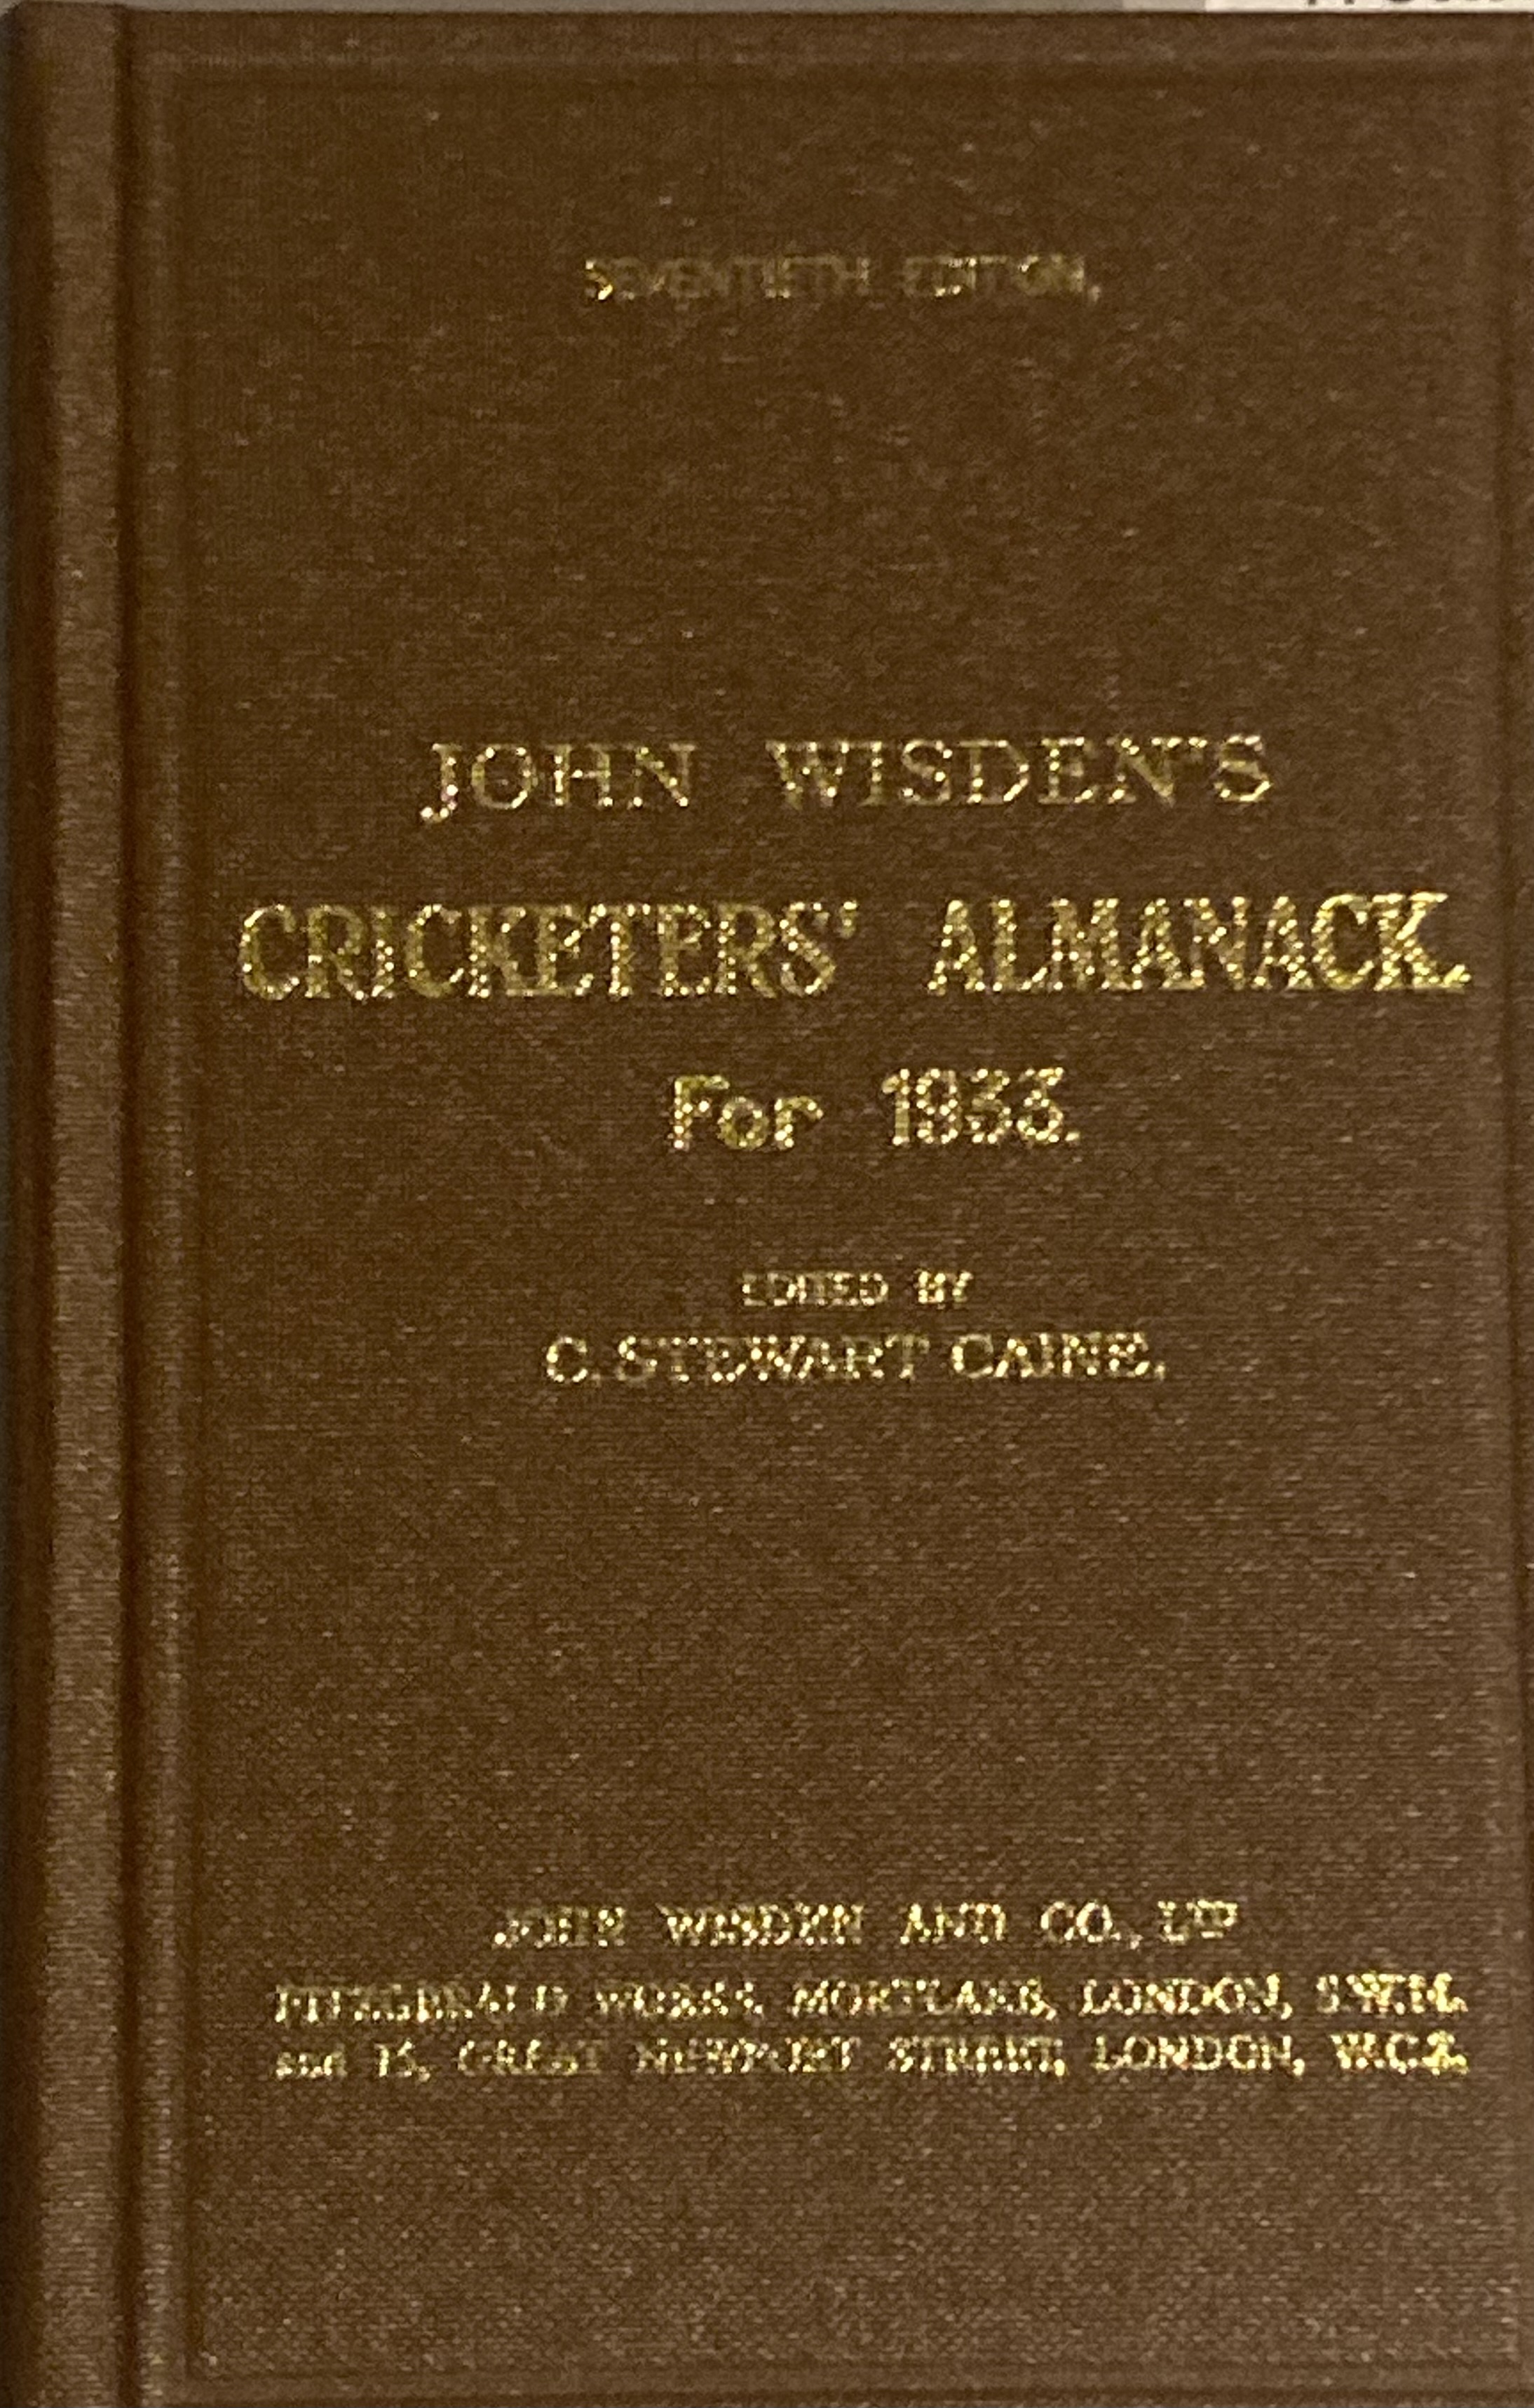 SEVENTIETH EDITION.
JOHN WISDEN'S
CRICKETERS' ALMANACK.
For 1933.
EDITED BY
C. STEWART CAINE.
JOHN WISDEN AND CO., LTD
FITZGERALD WORKS, MORTLAKE, LONDON, S.W.14.
and 15, GREAT NEWPORT STREET, LONDON, W.C.2.